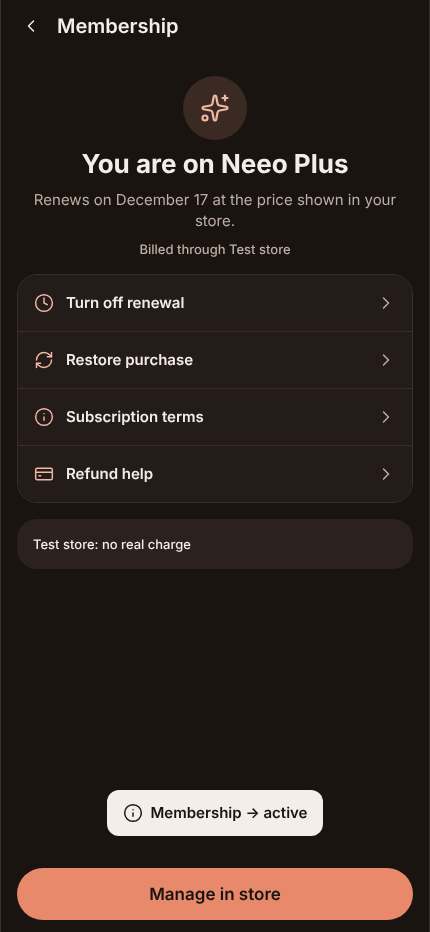 Membership
You are on Neeo Plus
Renews on December 17 at the price shown in your
store.
Billed through Test store
Turn off renewal
Restore purchase
Subscription terms
Refund help
Test store: no real charge
Membership → active
Manage in store